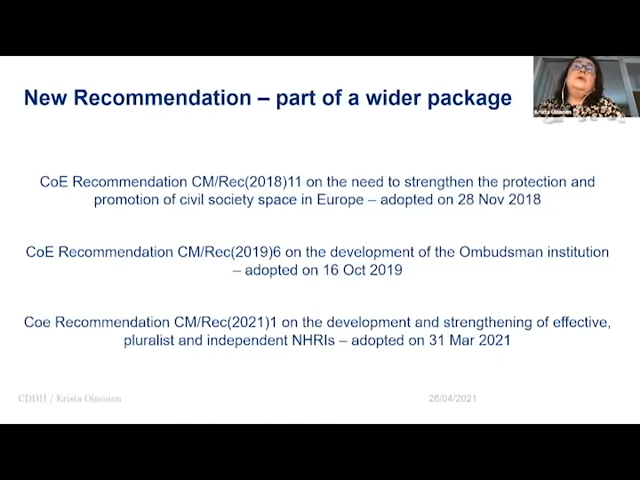 New Recommendation – part of a wider package
Krista Oinonen
CoE Recommendation CM/Rec(2018)11 on the need to strengthen the protection and
promotion of civil society space in Europe – adopted on 28 Nov 2018
CoE Recommendation CM/Rec(2019)6 on the development of the Ombudsman institution
– adopted on 16 Oct 2019
Coe Recommendation CM/Rec(2021)1 on the development and strengthening of effective,
pluralist and independent NHRIs – adopted on 31 Mar 2021
CDDH / Krista Oinonen
26/04/2021